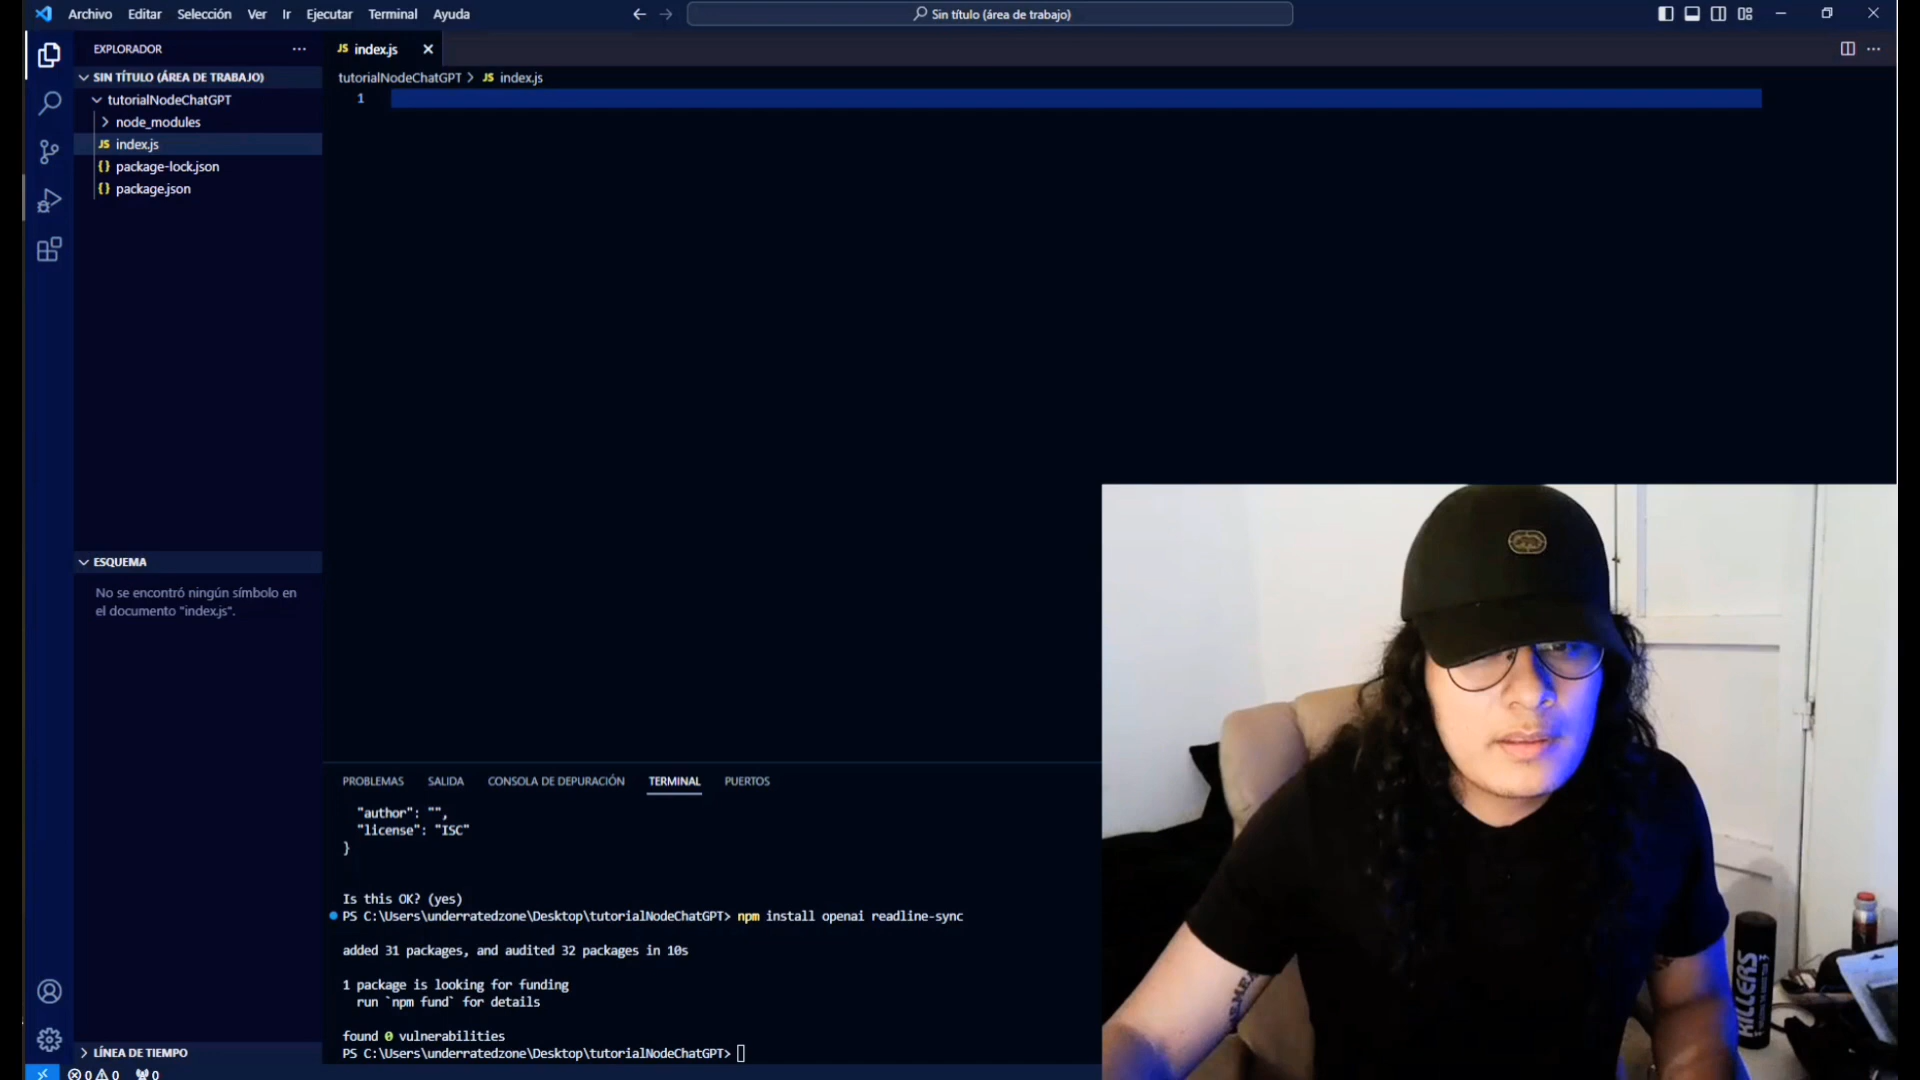 Archivo Editar Selección Ver Ir Ejecutar Terminal Ayuda
Sin título (área de trabajo)
EXPLORADOR
SIN TÍTULO (ÁREA DE TRABAJO)
tutorialNodeChatGPT
node_modules
JS index.js
{} package-lock.json
{} package.json
ESQUEMA
No se encontró ningún símbolo en
el documento "index.js".
LÍNEA DE TIEMPO
0 0 0
JS index.js
tutorialNodeChatGPT > JS index.js
1
PROBLEMAS SALIDA CONSOLA DE DEPURACIÓN TERMINAL PUERTOS
"author": "",
"license": "ISC"
}
Is this OK? (yes)
PS C:\Users\underratedzone\Desktop\tutorialNodeChatGPT> npm install openai readline-sync
added 31 packages, and audited 32 packages in 10s
1 package is looking for funding
run `npm fund` for details
found 0 vulnerabilities
PS C:\Users\underratedzone\Desktop\tutorialNodeChatGPT>
KILLERS